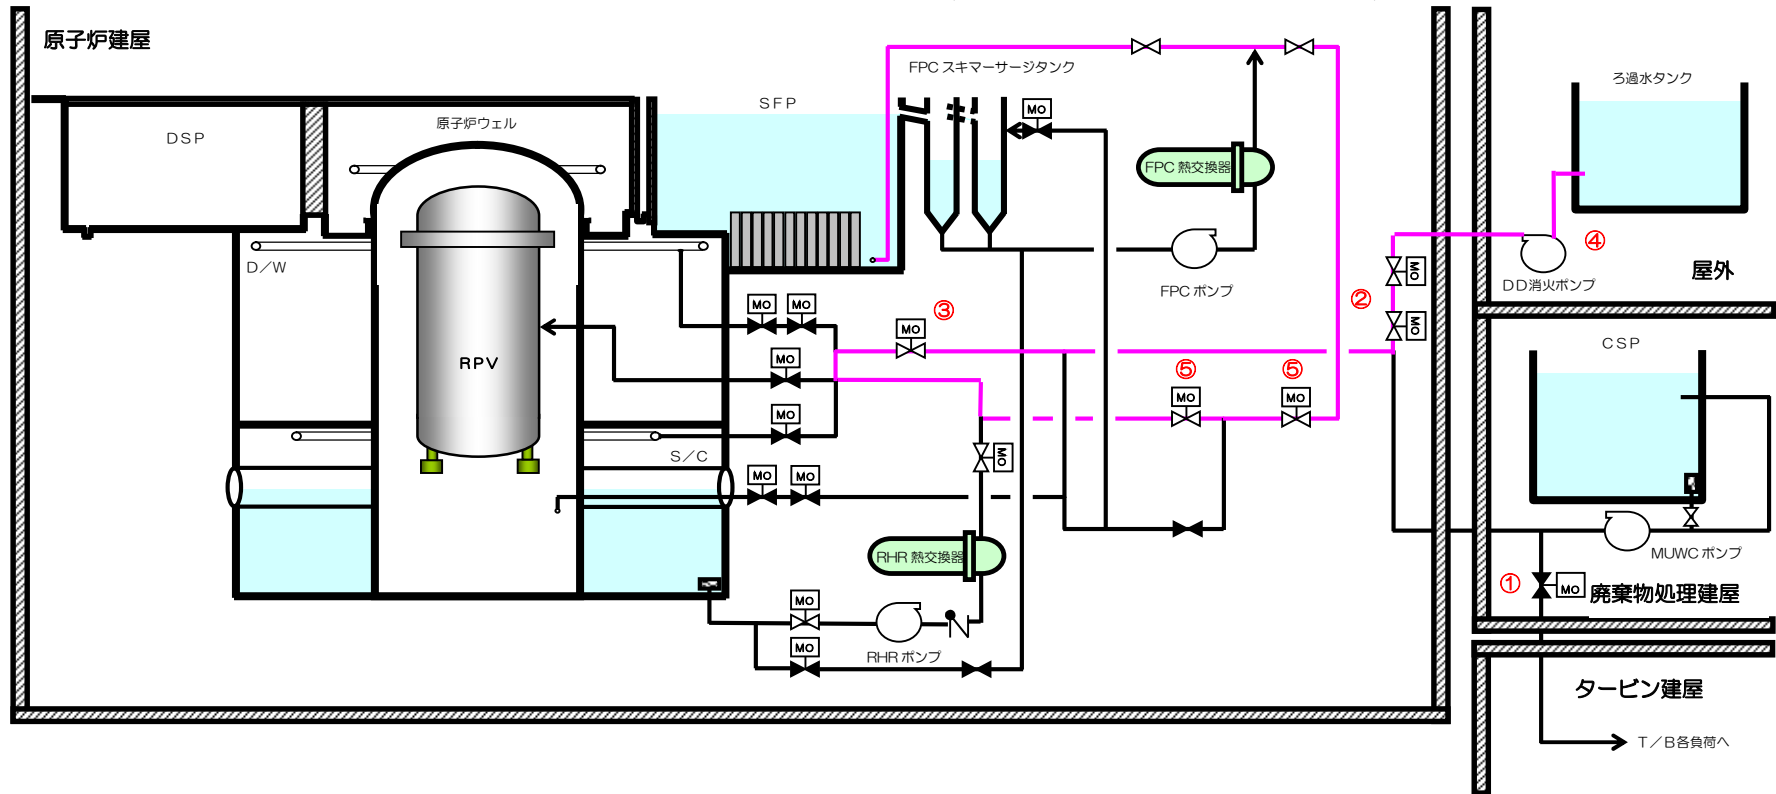 原子炉建屋
FPC スキマーサージタンク
ろ過水タンク
SFP
MO
原子炉ウェル
DSP
FPC 熱交換器
④
D/W
MO
屋外
DD消火ポンプ
FPC ポンプ
②
MO
MO
③
MO
MO
CSP
RPV
MO
⑤
⑤
MO
MO
MO
S/C
MO
MO
MO
RHR 熱交換器
MUWC ポンプ
①
MO
廃棄物処理建屋
MO
MO
RHR ポンプ
タービン建屋
T/B各負荷へ